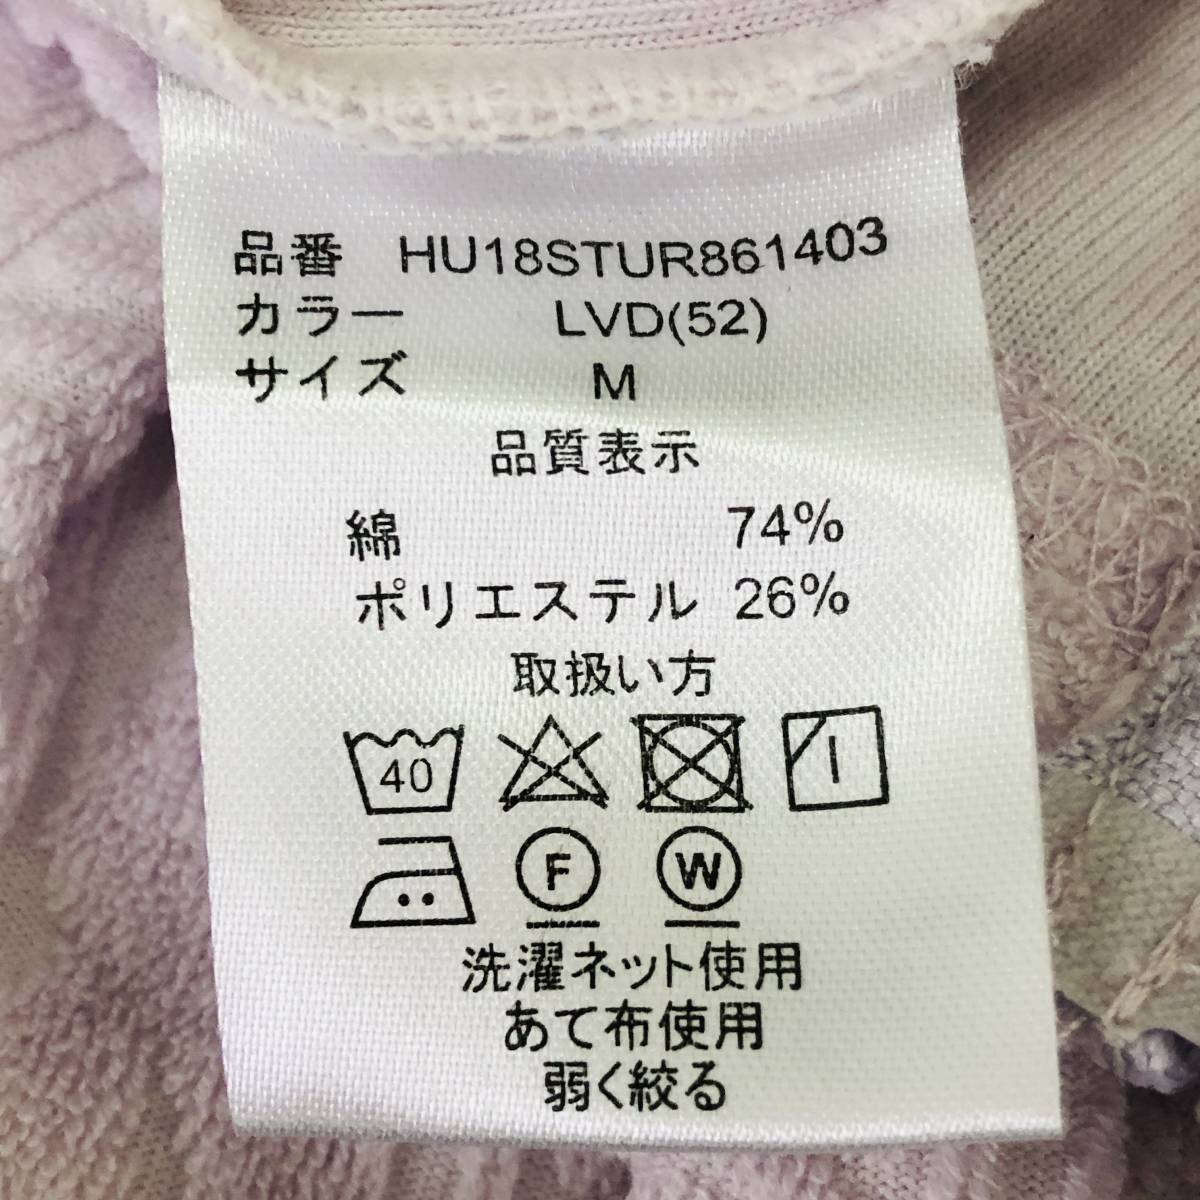 品番 HU18STUR861403
カラー LVD(52)
サイズ M
品質表示
綿 74%
ポリエステル 26%
取扱い方
40
F W
洗濯ネット使用
あて布使用
弱く絞る